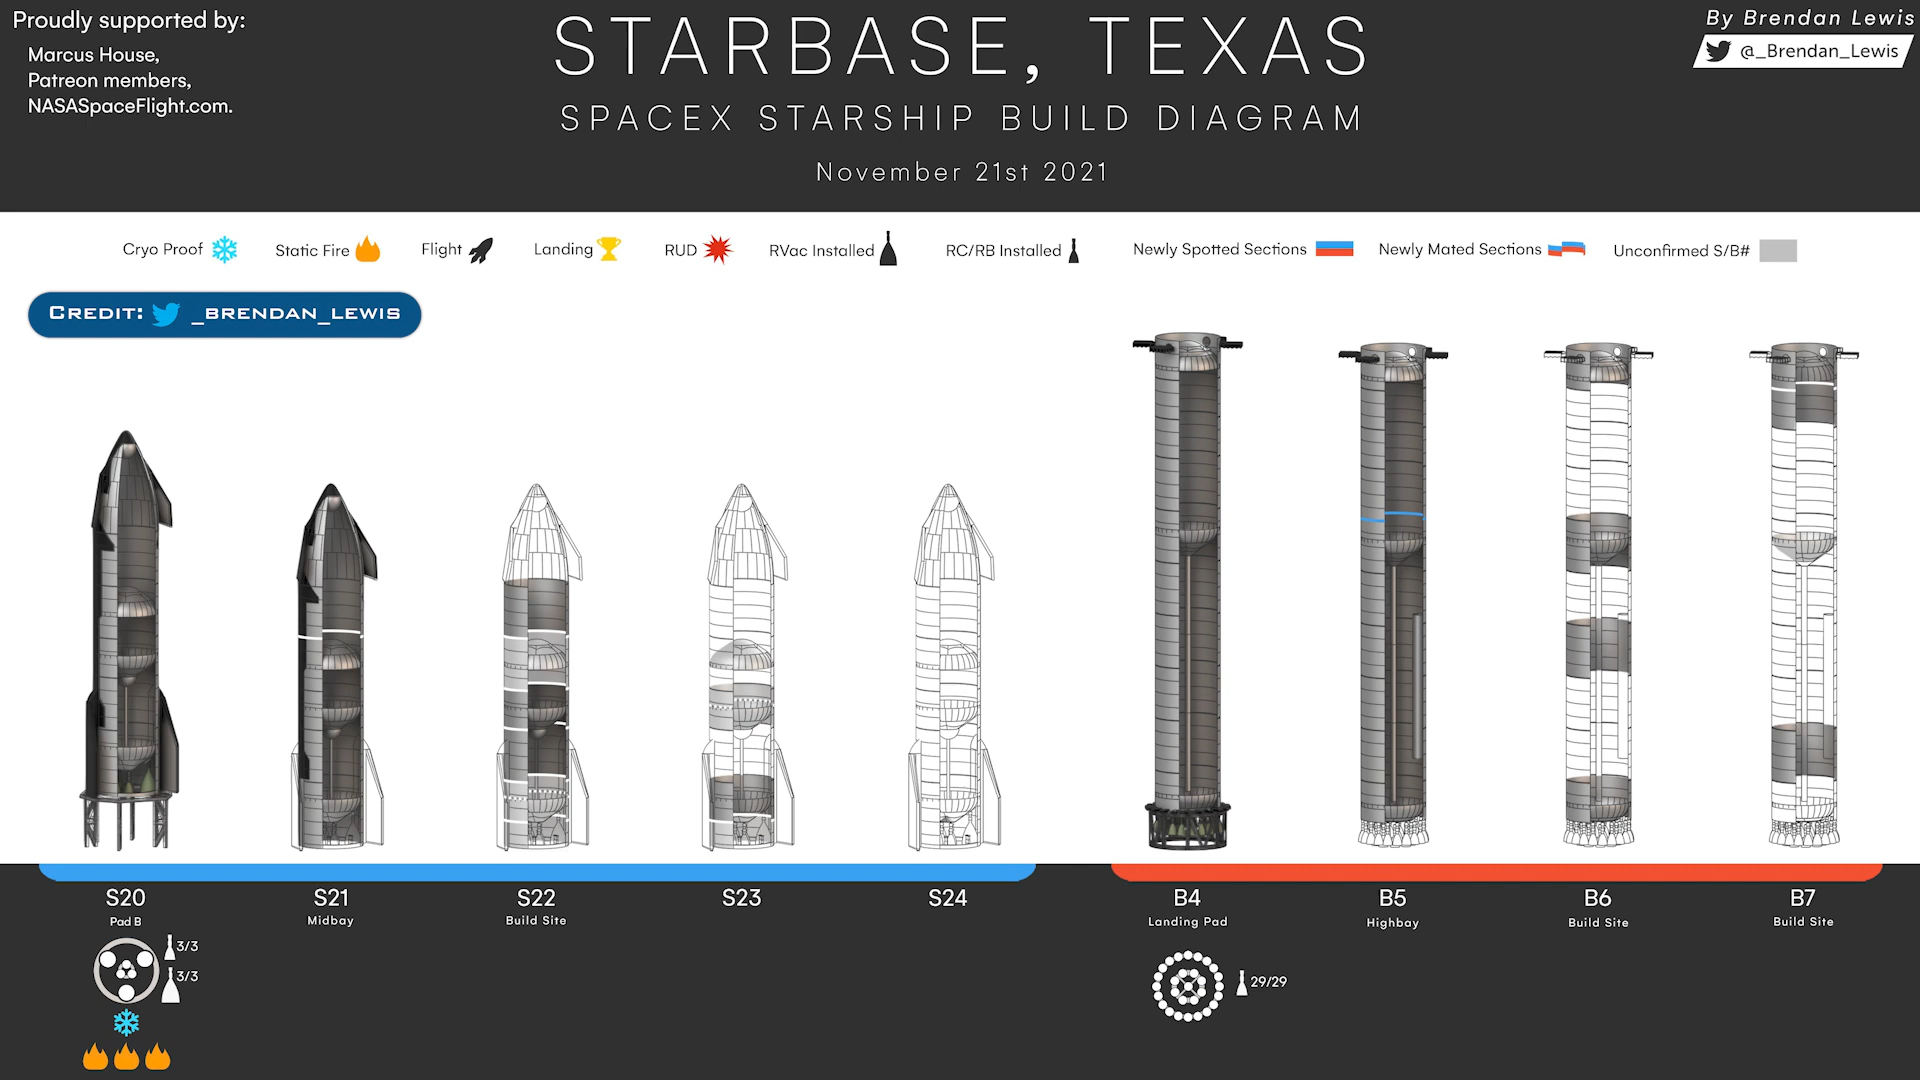 Proudly supported by:
Marcus House,
Patreon members,
NASASpaceFlight.com.
STARBASE, TEXAS
SPACEX STARSHIP BUILD DIAGRAM
November 21st 2021
By Brendan Lewis
@_Brendan_Lewis
Cryo Proof
Static Fire
Flight
Landing
RUD
RVac Installed
RC/RB Installed
Newly Spotted Sections
Newly Mated Sections
Unconfirmed S/B#
CREDIT: _BRENDAN_LEWIS
S20
Pad B
3/3
3/3
S21
Midbay
S22
Build Site
S23
S24
B4
Landing Pad
29/29
B5
Highbay
B6
Build Site
B7
Build Site